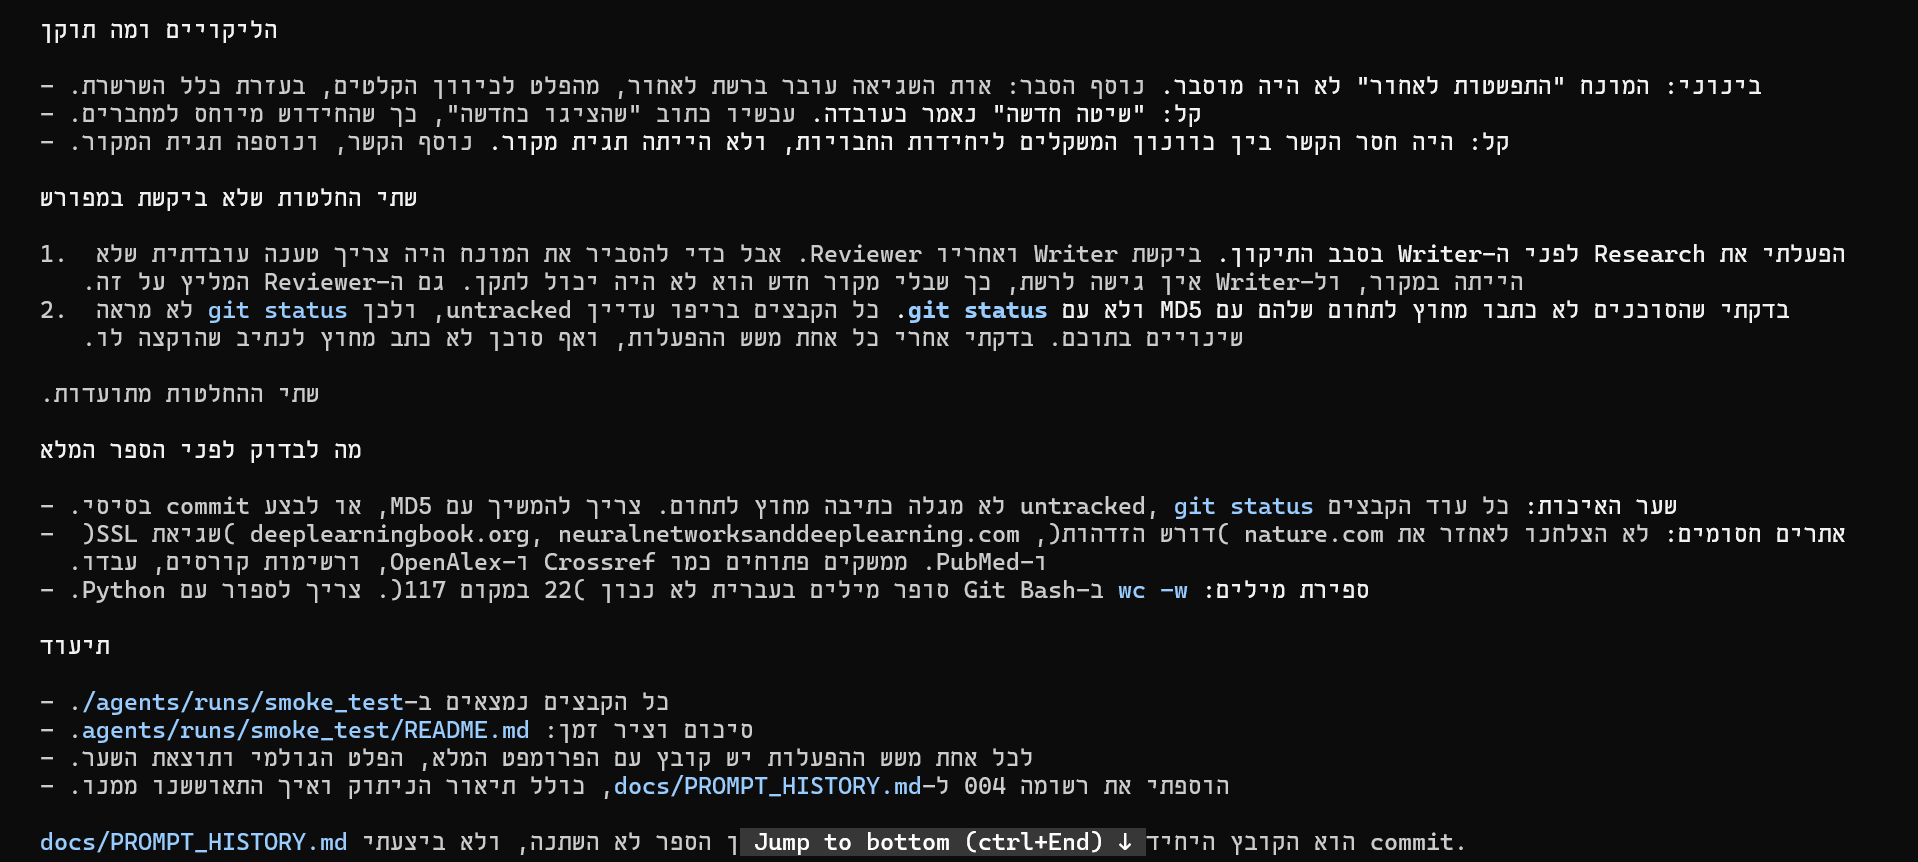 הליקויים ומה תוקן
- בינוני: המונח "התפשטות לאחור" לא היה מוסבר. נוסף הסבר: אות השגיאה עובר ברשת לאחור, מהפלט לכיוון הקלטים, בעזרת כלל השרשרת.
- קל: "שיטה חדשה" נאמר כעובדה. עכשיו כתוב "שהציגו כחדשה", כך שהחידוש מיוחס למחברים.
- קל: היה חסר הקשר בין כוונון המשקלים ליחידות החבויות, ולא הייתה תגית מקור. נוסף הקשר, ונוספה תגית המקור.
שתי החלטות שלא ביקשת במפורש
1. הפעלתי את Research לפני ה-Writer בסבב התיקון. ביקשת Writer ואחריו Reviewer. אבל כדי להסביר את המונח היה צריך טענה עובדתית שלא
הייתה במקור, ול-Writer אין גישה לרשת, כך שבלי מקור חדש הוא לא היה יכול לתקן. גם ה-Reviewer המליץ על זה.
2. בדקתי שהסוכנים לא כתבו מחוץ לתחום שלהם עם MD5 ולא עם git status. כל הקבצים בריפו עדיין untracked, ולכן git status לא מראה
שינויים בתוכם. בדקתי אחרי כל אחת משש ההפעלות, ואף סוכן לא כתב מחוץ לנתיב שהוקצה לו.
שתי ההחלטות מתועדות.
מה לבדוק לפני הספר המלא
- שער האיכות: כל עוד הקבצים untracked, git status לא מגלה כתיבה מחוץ לתחום. צריך להמשיך עם MD5, או לבצע commit בסיסי.
- אתרים חסומים: לא הצלחנו לאחזר את nature.com (דורש הזדהות), deeplearningbook.org, neuralnetworksanddeeplearning.com (שגיאת SSL)
ו-PubMed. ממשקים פתוחים כמו Crossref ו-OpenAlex, ורשימות קורסים, עבדו.
- ספירת מילים: wc -w ב-Git Bash סופר מילים בעברית לא נכון (22 במקום 117). צריך לספור עם Python.
תיעוד
- כל הקבצים נמצאים ב-agents/runs/smoke_test/.
- סיכום וציר זמן: agents/runs/smoke_test/README.md.
- לכל אחת משש ההפעלות יש קובץ עם הפרומפט המלא, הפלט הגולמי ותוצאת השער.
- הוספתי את רשומה 004 ל-docs/PROMPT_HISTORY.md, כולל תיאור הניתוק ואיך התאוששנו ממנו.
הוא הקובץ היחיד Jump to bottom (ctrl+End) ↓ הספר לא השתנה, ולא ביצעתי docs/PROMPT_HISTORY.md commit.